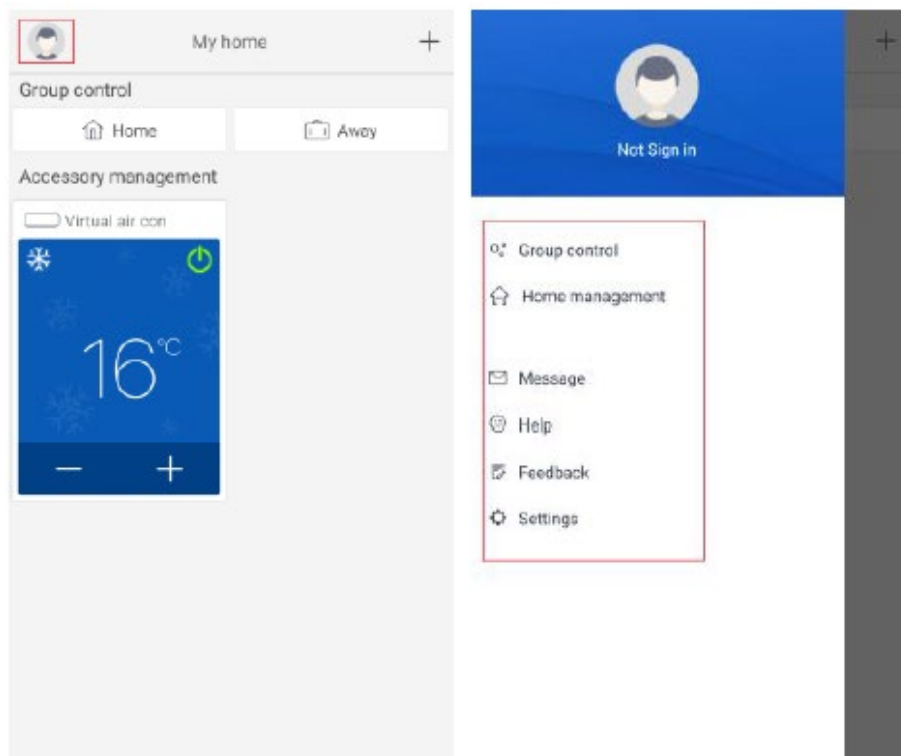 My home
Group control
Home
Away
Accessory management
Virtual air con
16°C
Not Sign in
Group control
Home management
Message
Help
Feedback
Settings